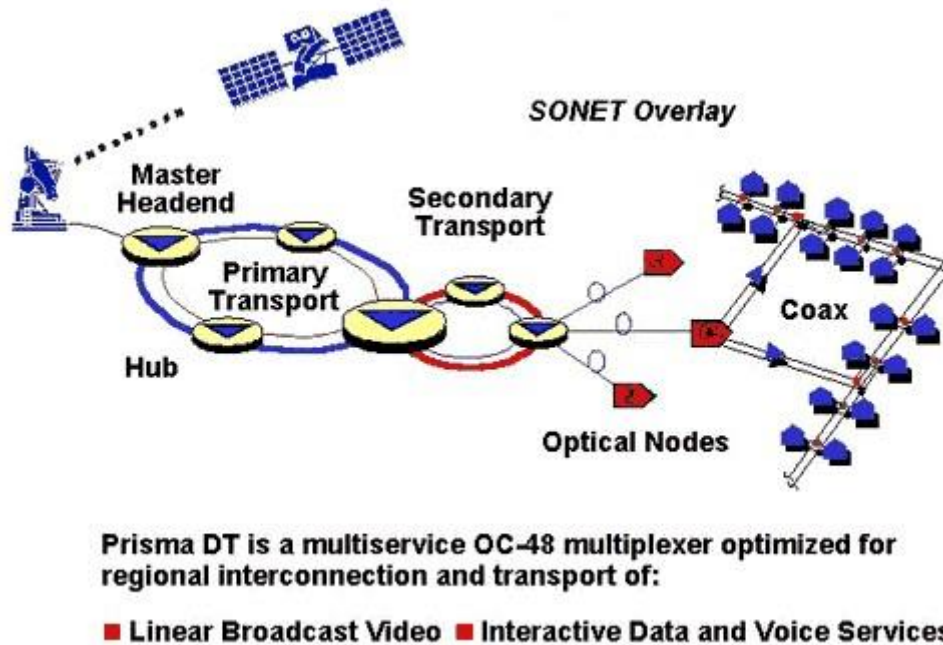 SONET Overlay
Master
Headend
Secondary
Transport
Primary
Transport
Hub
Coax
Optical Nodes
Prisma DT is a multiservice OC-48 multiplexer optimized for
regional interconnection and transport of:
Linear Broadcast Video
Interactive Data and Voice Services